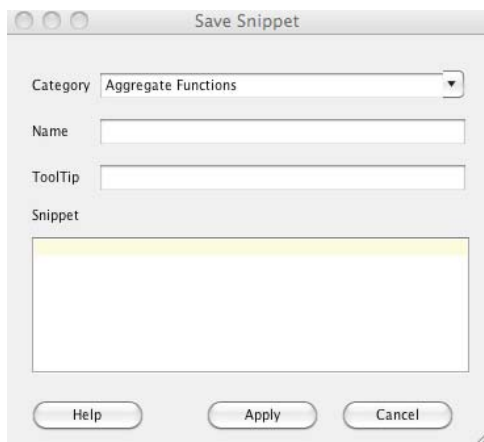 Save Snippet
Category Aggregate Functions
Name
ToolTip
Snippet
Help Apply Cancel